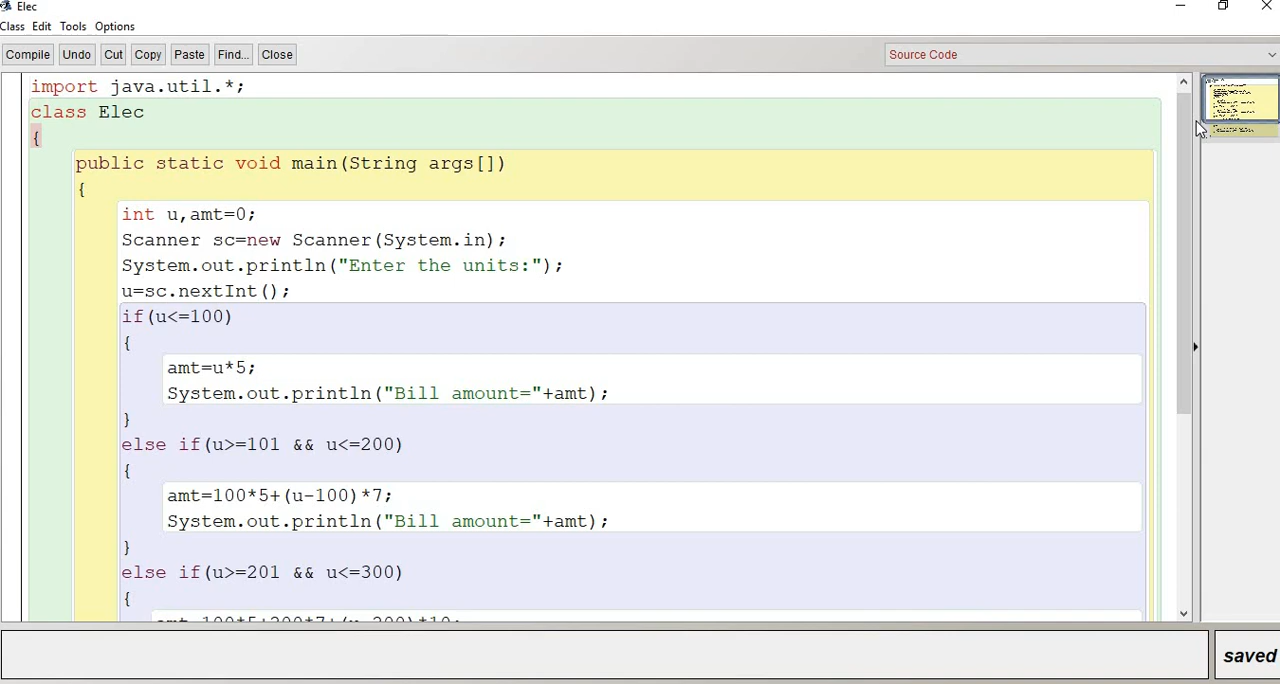 Elec
Class Edit Tools Options
Compile Undo Cut Copy Paste Find... Close Source Code
import java.util.*;
class Elec
{
public static void main(String args[])
{
int u,amt=0;
Scanner sc=new Scanner(System.in);
System.out.println("Enter the units:");
u=sc.nextInt();
if(u<=100)
{
amt=u*5;
System.out.println("Bill amount="+amt);
}
else if(u>=101 && u<=200)
{
amt=100*5+(u-100)*7;
System.out.println("Bill amount="+amt);
}
else if(u>=201 && u<=300)
{
saved